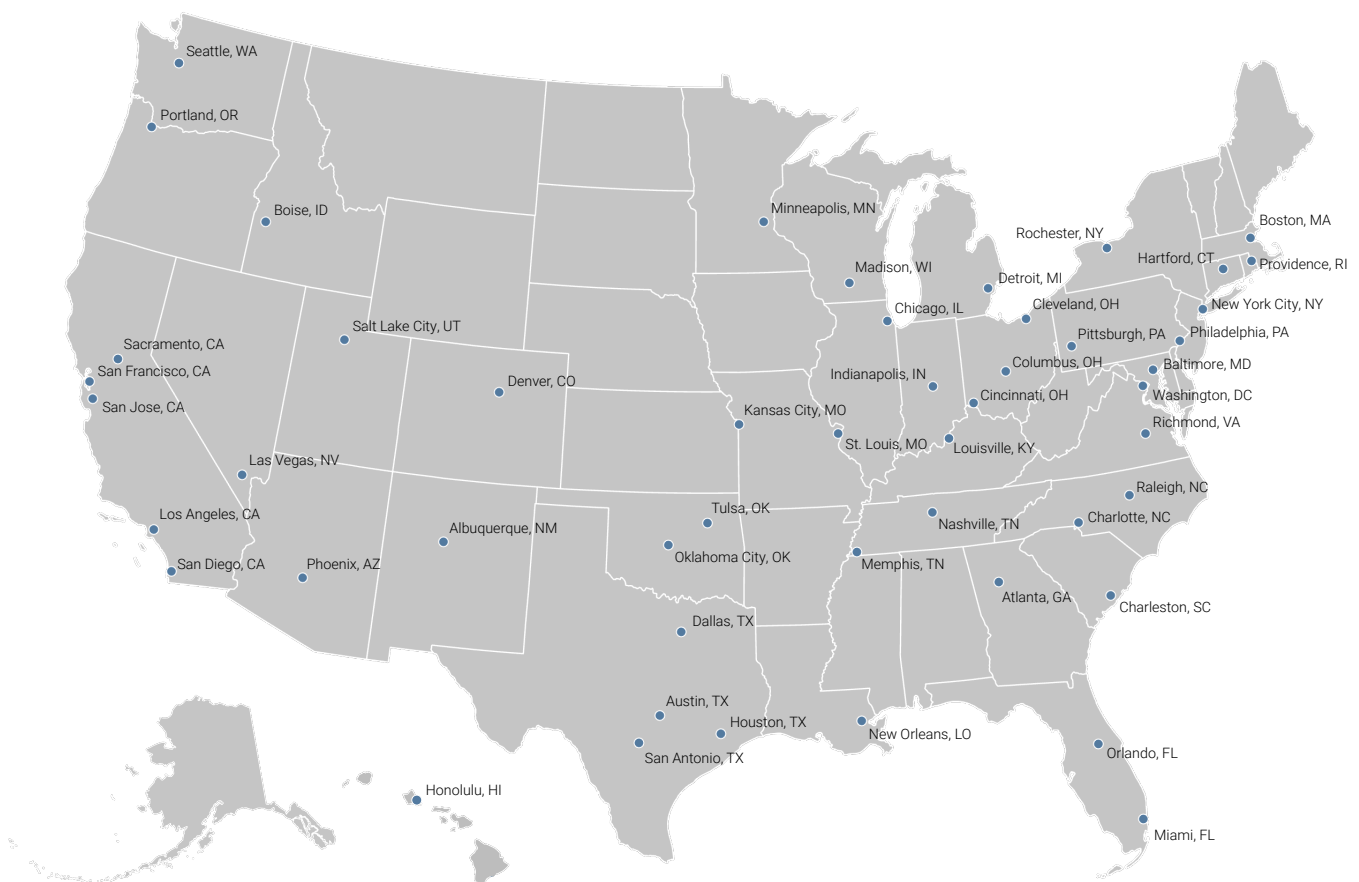 Seattle, WA
Portland, OR
Boise, ID
Minneapolis, MN
Boston, MA
Rochester, NY
Hartford, CT
Providence, RI
Madison, WI
Detroit, MI
Chicago, IL
Cleveland, OH
New York City, NY
Salt Lake City, UT
Pittsburgh, PA
Philadelphia, PA
Sacramento, CA
San Francisco, CA
Denver, CO
Indianapolis, IN
Columbus, OH
Baltimore, MD
San Jose, CA
Cincinnati, OH
Washington, DC
Kansas City, MO
St. Louis, MO
Louisville, KY
Richmond, VA
Las Vegas, NV
Raleigh, NC
Los Angeles, CA
Albuquerque, NM
Tulsa, OK
Nashville, TN
Charlotte, NC
Oklahoma City, OK
San Diego, CA
Phoenix, AZ
Memphis, TN
Atlanta, GA
Charleston, SC
Dallas, TX
Austin, TX
Houston, TX
New Orleans, LO
San Antonio, TX
Orlando, FL
Honolulu, HI
Miami, FL